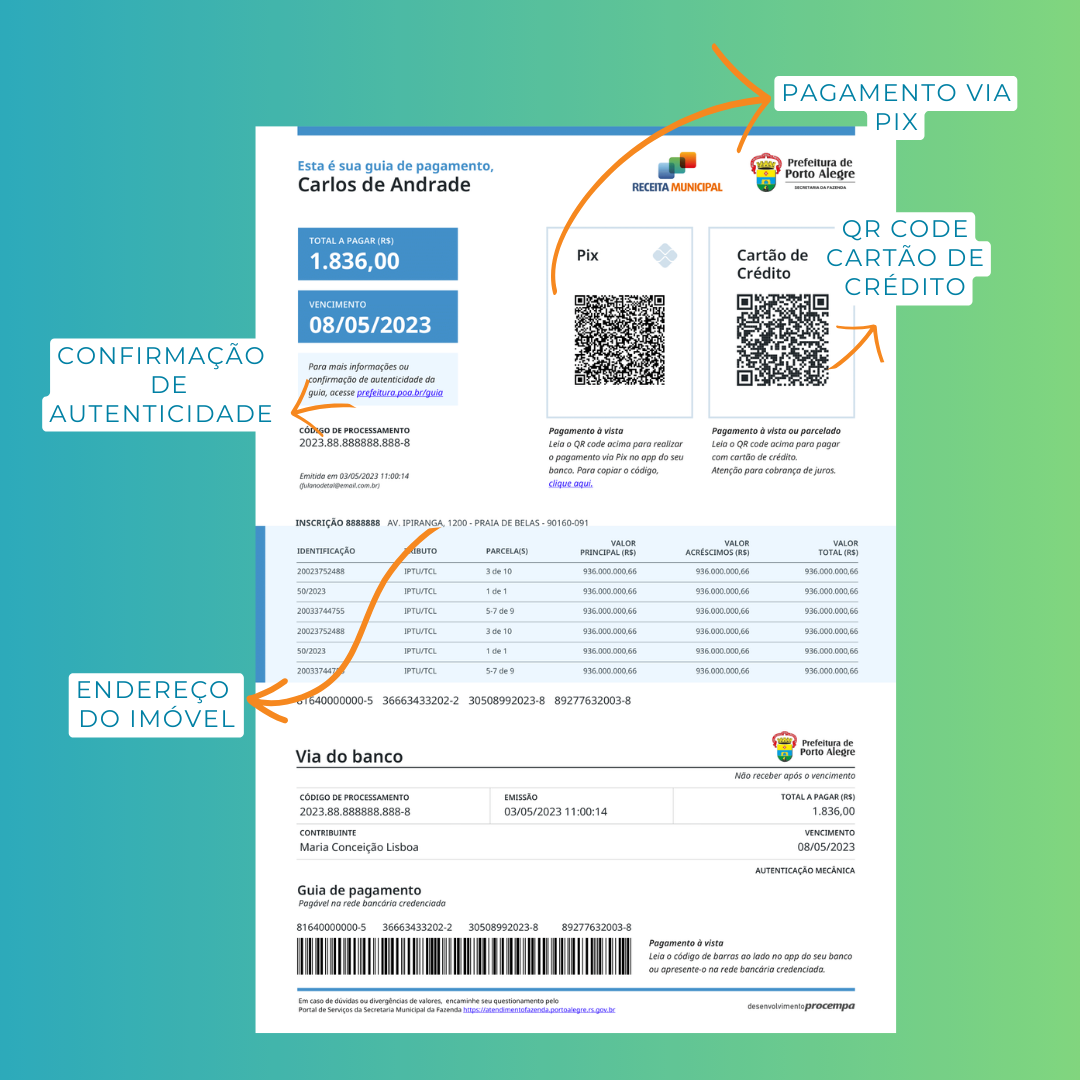 PAGAMENTO VIA
PIX
Esta é sua guia de pagamento,
Carlos de Andrade
RECEITA MUNICIPAL
Prefeitura de
Porto Alegre
SECRETARIA DA FAZENDA
QR CODE
CARTÃO DE
CRÉDITO
TOTAL A PAGAR (R$)
1.836,00
VENCIMENTO
08/05/2023
Pix
Cartão de
Crédito
CONFIRMAÇÃO
DE
AUTENTICIDADE
Para mais informações ou
confirmação de autenticidade da
guia, acesse prefeitura.poa.br/guia
CÓDIGO DE PROCESSAMENTO
2023.88.888888.888-8
Emitida em 03/05/2023 11:00:14
(fulanodetal@email.com.br)
Pagamento à vista
Leia o QR code acima para realizar
o pagamento via Pix no app do seu
banco. Para copiar o código,
clique aqui.
Pagamento à vista ou parcelado
Leia o QR code acima para pagar
com cartão de crédito.
Atenção para cobrança de juros.
INSCRIÇÃO 8888888 AV. IPIRANGA, 1200 - PRAIA DE BELAS - 90160-091
IDENTIFICAÇÃO TRIBUTO PARCELA(S) VALOR PRINCIPAL (R$) VALOR ACRÉSCIMOS (R$) VALOR TOTAL (R$)
20023752488 IPTU/TCL 3 de 10 936.000.000,66 936.000.000,66 936.000.000,66
50/2023 IPTU/TCL 1 de 1 936.000.000,66 936.000.000,66 936.000.000,66
20033744755 IPTU/TCL 5-7 de 9 936.000.000,66 936.000.000,66 936.000.000,66
20023752488 IPTU/TCL 3 de 10 936.000.000,66 936.000.000,66 936.000.000,66
50/2023 IPTU/TCL 1 de 1 936.000.000,66 936.000.000,66 936.000.000,66
20033744755 IPTU/TCL 5-7 de 9 936.000.000,66 936.000.000,66 936.000.000,66
ENDEREÇO
DO IMÓVEL
81640000000-5 36663433202-2 30508992023-8 89277632003-8
Via do banco
Prefeitura de
Porto Alegre
Não receber após o vencimento
CÓDIGO DE PROCESSAMENTO EMISSÃO TOTAL A PAGAR (R$)
2023.88.888888.888-8 03/05/2023 11:00:14 1.836,00
CONTRIBUINTE VENCIMENTO
Maria Conceição Lisboa 08/05/2023
AUTENTICAÇÃO MECÂNICA
Guia de pagamento
Pagável na rede bancária credenciada
81640000000-5 36663433202-2 30508992023-8 89277632003-8
Pagamento à vista
Leia o código de barras ao lado no app do seu banco
ou apresente-o na rede bancária credenciada.
Em caso de dúvidas ou divergências de valores, encaminhe seu questionamento pelo
Portal de Serviços da Secretaria Municipal da Fazenda https://atendimentofazenda.portoalegre.rs.gov.br
desenvolvimento procempa